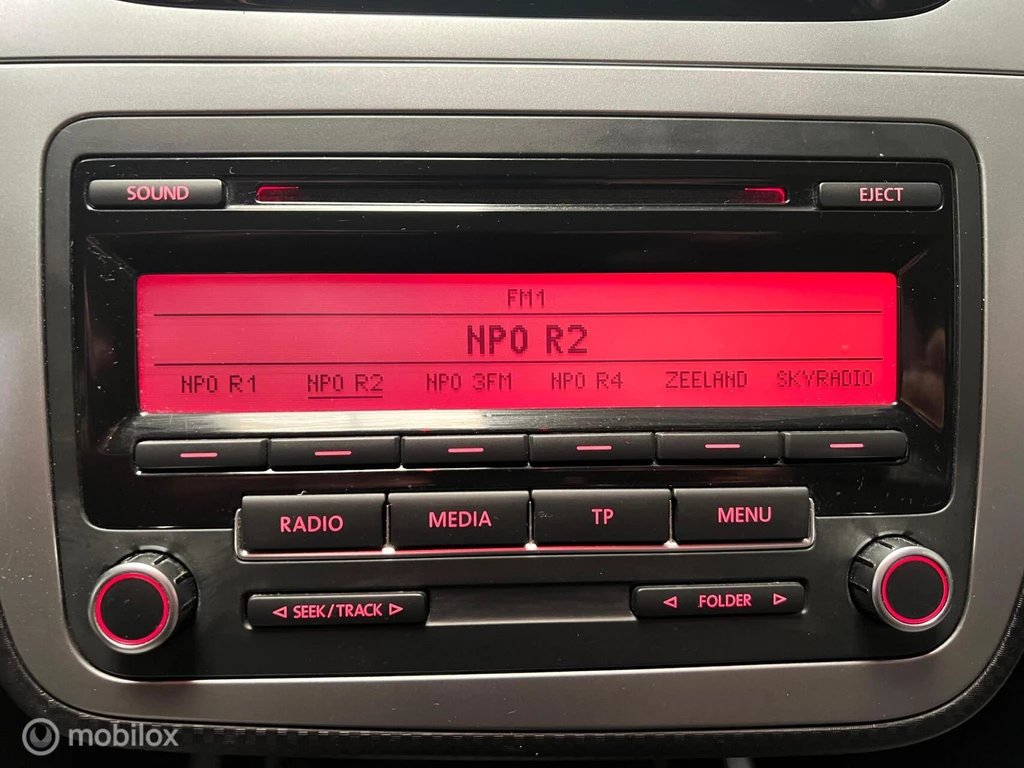 SOUND EJECT
FM1
NPO R2
NPO R1 NPO R2 NPO 3FM NPO R4 ZEELAND SKYRADIO
RADIO MEDIA TP MENU
◁ SEEK/TRACK ▷ ◁ FOLDER ▷
mobilox